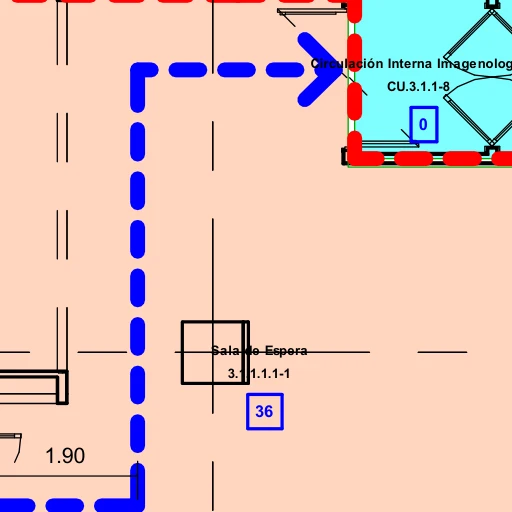 Circulación Interna Imagenolog
CU.3.1.1-8
0
Sala de Espera
3.1.1.1.1-1
36
1.90